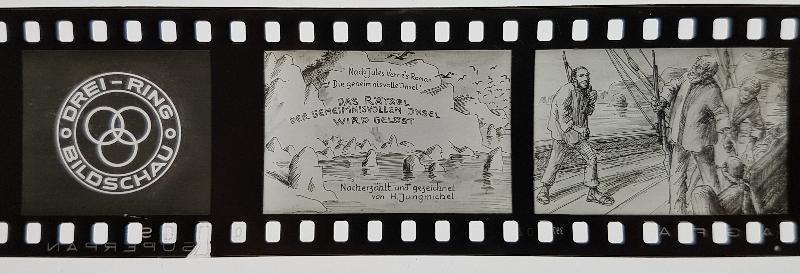 DREI-RING
BILDSCHAU
Nach Jules Verne's Roman
"Die geheimnisvolle Insel"
DAS RÄTSEL
DER GEHEIMNISVOLLEN INSEL
WIRD GELÖST
Nacherzählt und gezeichnet
von H. Jungmichel
SUPERPAN